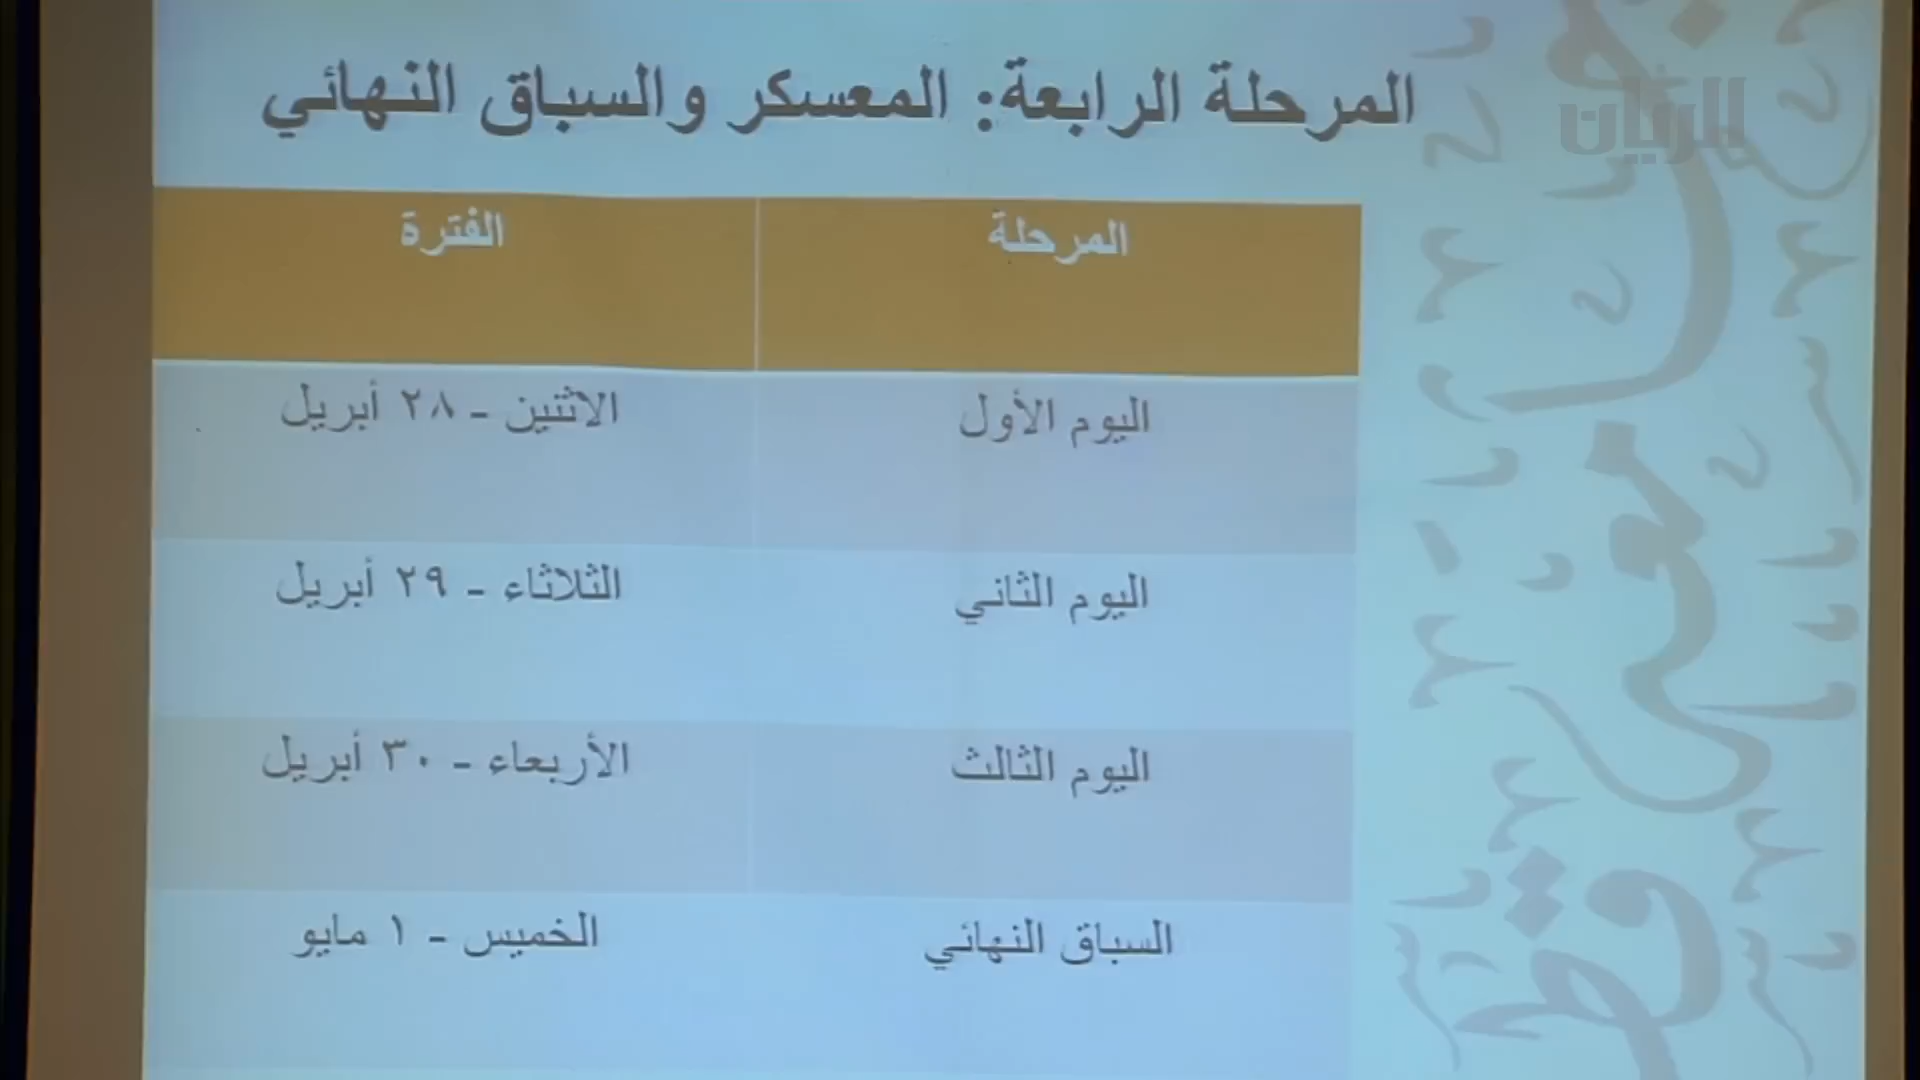 المرحلة الرابعة: المعسكر والسباق النهائي
الريان
المرحلة الفترة
اليوم الأول الاثنين - ٢٨ أبريل
اليوم الثاني الثلاثاء - ٢٩ أبريل
اليوم الثالث الأربعاء - ٣٠ أبريل
السباق النهائي الخميس - ١ مايو